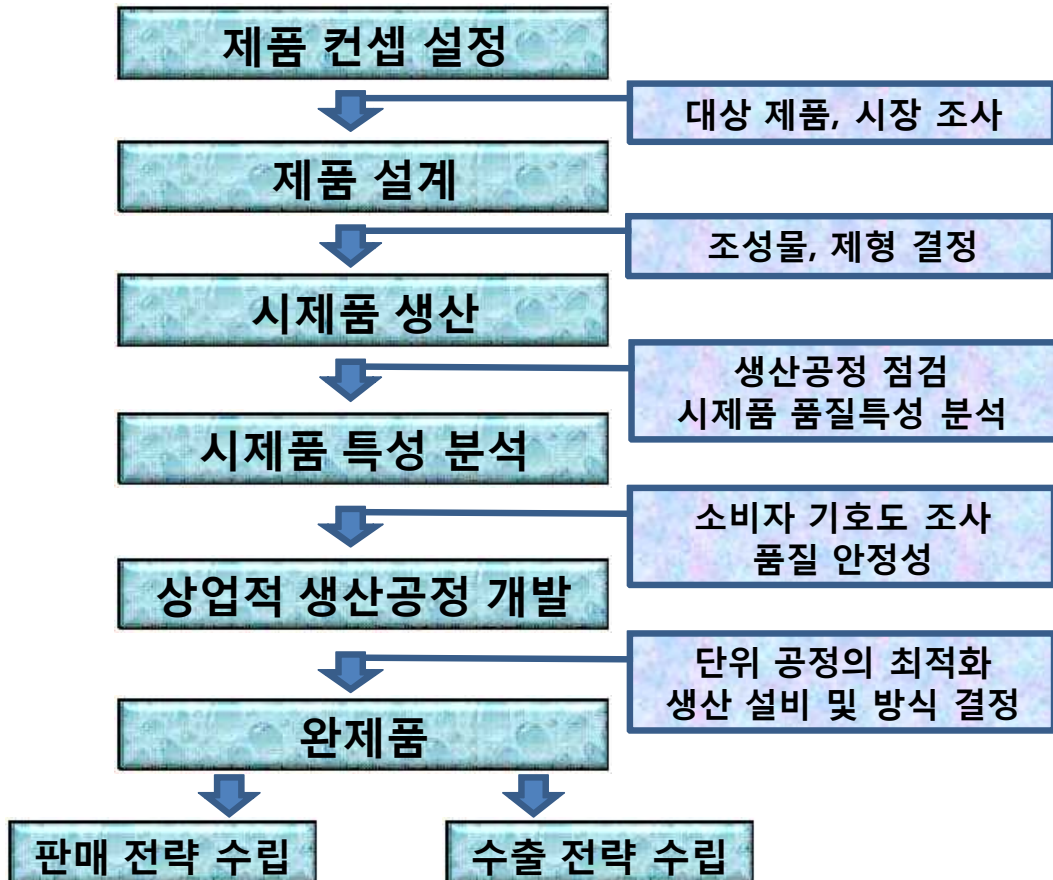 제품 컨셉 설정
대상 제품, 시장 조사
제품 설계
조성물, 제형 결정
시제품 생산
생산공정 점검
시제품 품질특성 분석
시제품 특성 분석
소비자 기호도 조사
품질 안정성
상업적 생산공정 개발
단위 공정의 최적화
생산 설비 및 방식 결정
완제품
판매 전략 수립
수출 전략 수립